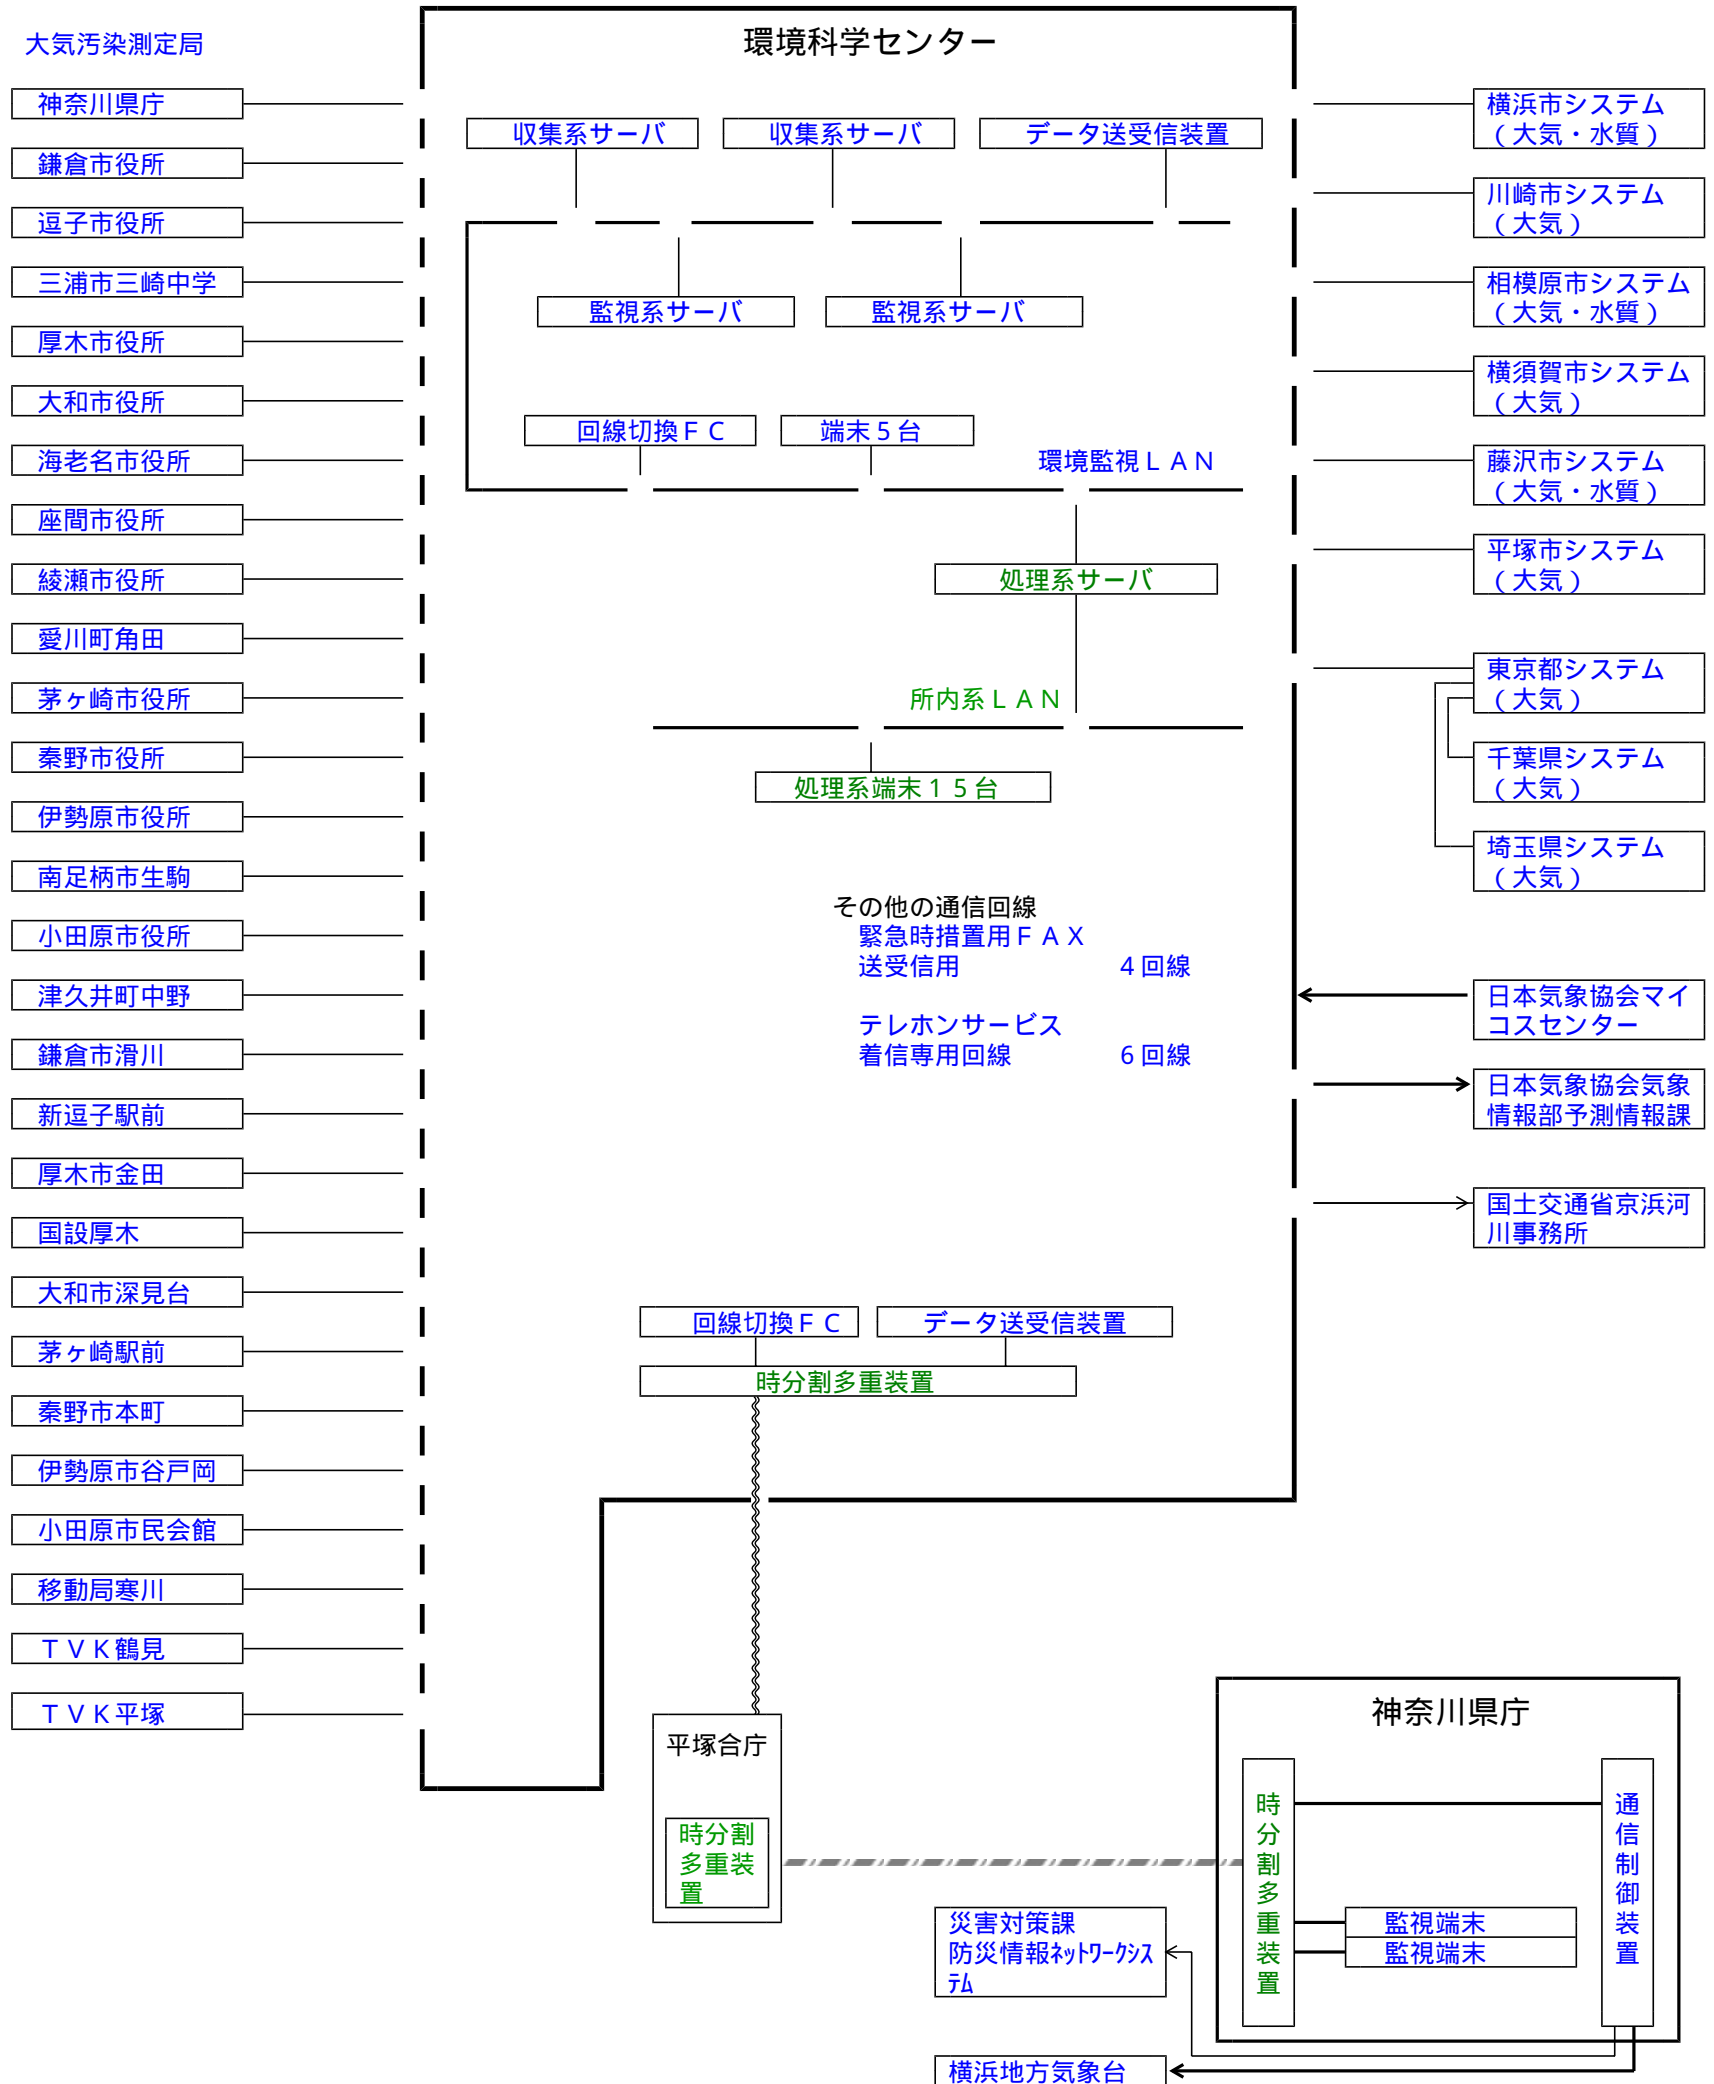 大気汚染測定局
神奈川県庁
鎌倉市役所
逗子市役所
三浦市三崎中学
厚木市役所
大和市役所
海老名市役所
座間市役所
綾瀬市役所
愛川町角田
茅ヶ崎市役所
秦野市役所
伊勢原市役所
南足柄市生駒
小田原市役所
津久井町中野
鎌倉市滑川
新逗子駅前
厚木市金田
国設厚木
大和市深見台
茅ヶ崎駅前
秦野市本町
伊勢原市谷戸岡
小田原市民会館
移動局寒川
ＴＶＫ鶴見
ＴＶＫ平塚
環境科学センター
収集系サーバ
収集系サーバ
データ送受信装置
監視系サーバ
監視系サーバ
回線切換ＦＣ
端末５台
環境監視ＬＡＮ
処理系サーバ
所内系ＬＡＮ
処理系端末１５台
その他の通信回線
緊急時措置用ＦＡＸ
送受信用　４回線
テレホンサービス
着信専用回線　６回線
回線切換ＦＣ
データ送受信装置
時分割多重装置
平塚合庁
時分割
多重装
置
横浜市システム
（大気・水質）
川崎市システム
（大気）
相模原市システム
（大気・水質）
横須賀市システム
（大気）
藤沢市システム
（大気・水質）
平塚市システム
（大気）
東京都システム
（大気）
千葉県システム
（大気）
埼玉県システム
（大気）
日本気象協会マイ
コスセンター
日本気象協会気象
情報部予測情報課
国土交通省京浜河
川事務所
神奈川県庁
時分割多重装置
通信制御装置
監視端末
監視端末
災害対策課
防災情報ﾈｯﾄﾜｰｸｼｽ
ﾃﾑ
横浜地方気象台